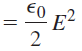 = ϵ0/2 E²